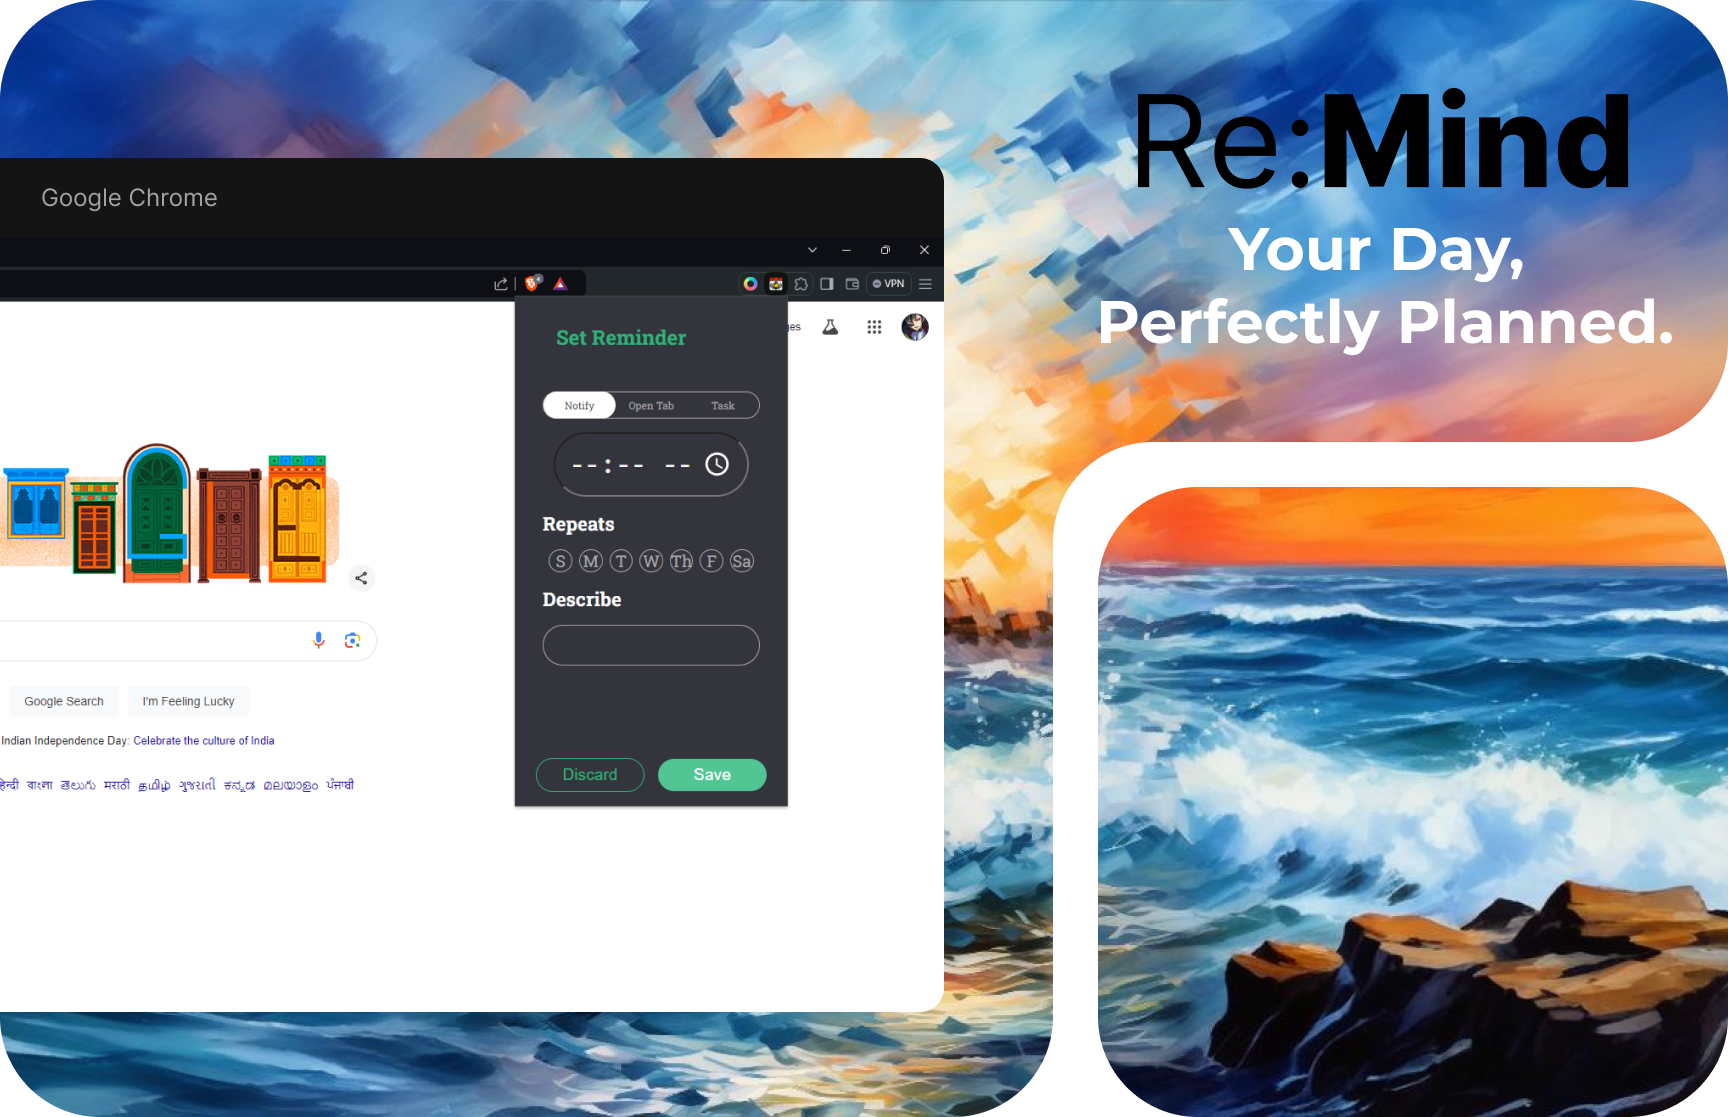 Re:Mind
Your Day,
Perfectly Planned.
Google Chrome
4
VPN
Set Reminder
Notify Open Tab Task
--:-- --
Repeats
S M T W Th F Sa
Describe
Discard Save
Google Search I'm Feeling Lucky
Indian Independence Day: Celebrate the culture of India
हिन्दी বাংলা తెలుగు मराठी தமிழ் ગુજરાતી ಕನ್ನಡ മലയാളം ਪੰਜਾਬੀ